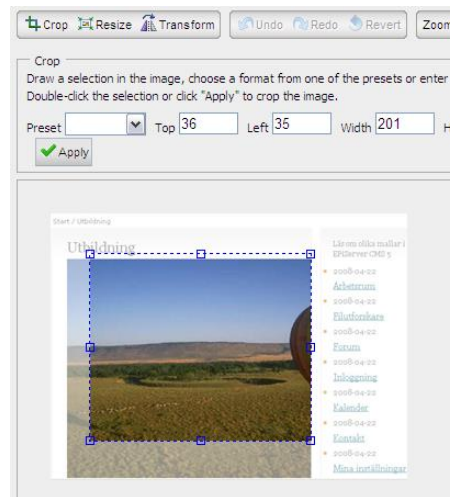 Crop Resize Transform Undo Redo Revert Zoom
Crop
Draw a selection in the image, choose a format from one of the presets or enter
Double-click the selection or click "Apply" to crop the image.
Preset Top 36 Left 35 Width 201 H
Apply
Start / Utbildning
Utbildning
Lär om olika mallar i
EPiServer CMS 5
2008-04-22
Arbetsrum
2008-04-22
Filutforskare
2008-04-22
Forum
2008-04-22
Inloggning
2008-04-22
Kalender
2008-04-22
Kontakt
2008-04-22
Mina inställningar